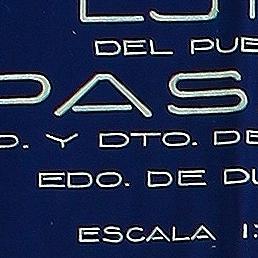 DEL PUE
PAS
D. Y DTO. DE
EDO. DE DU
ESCALA 1: